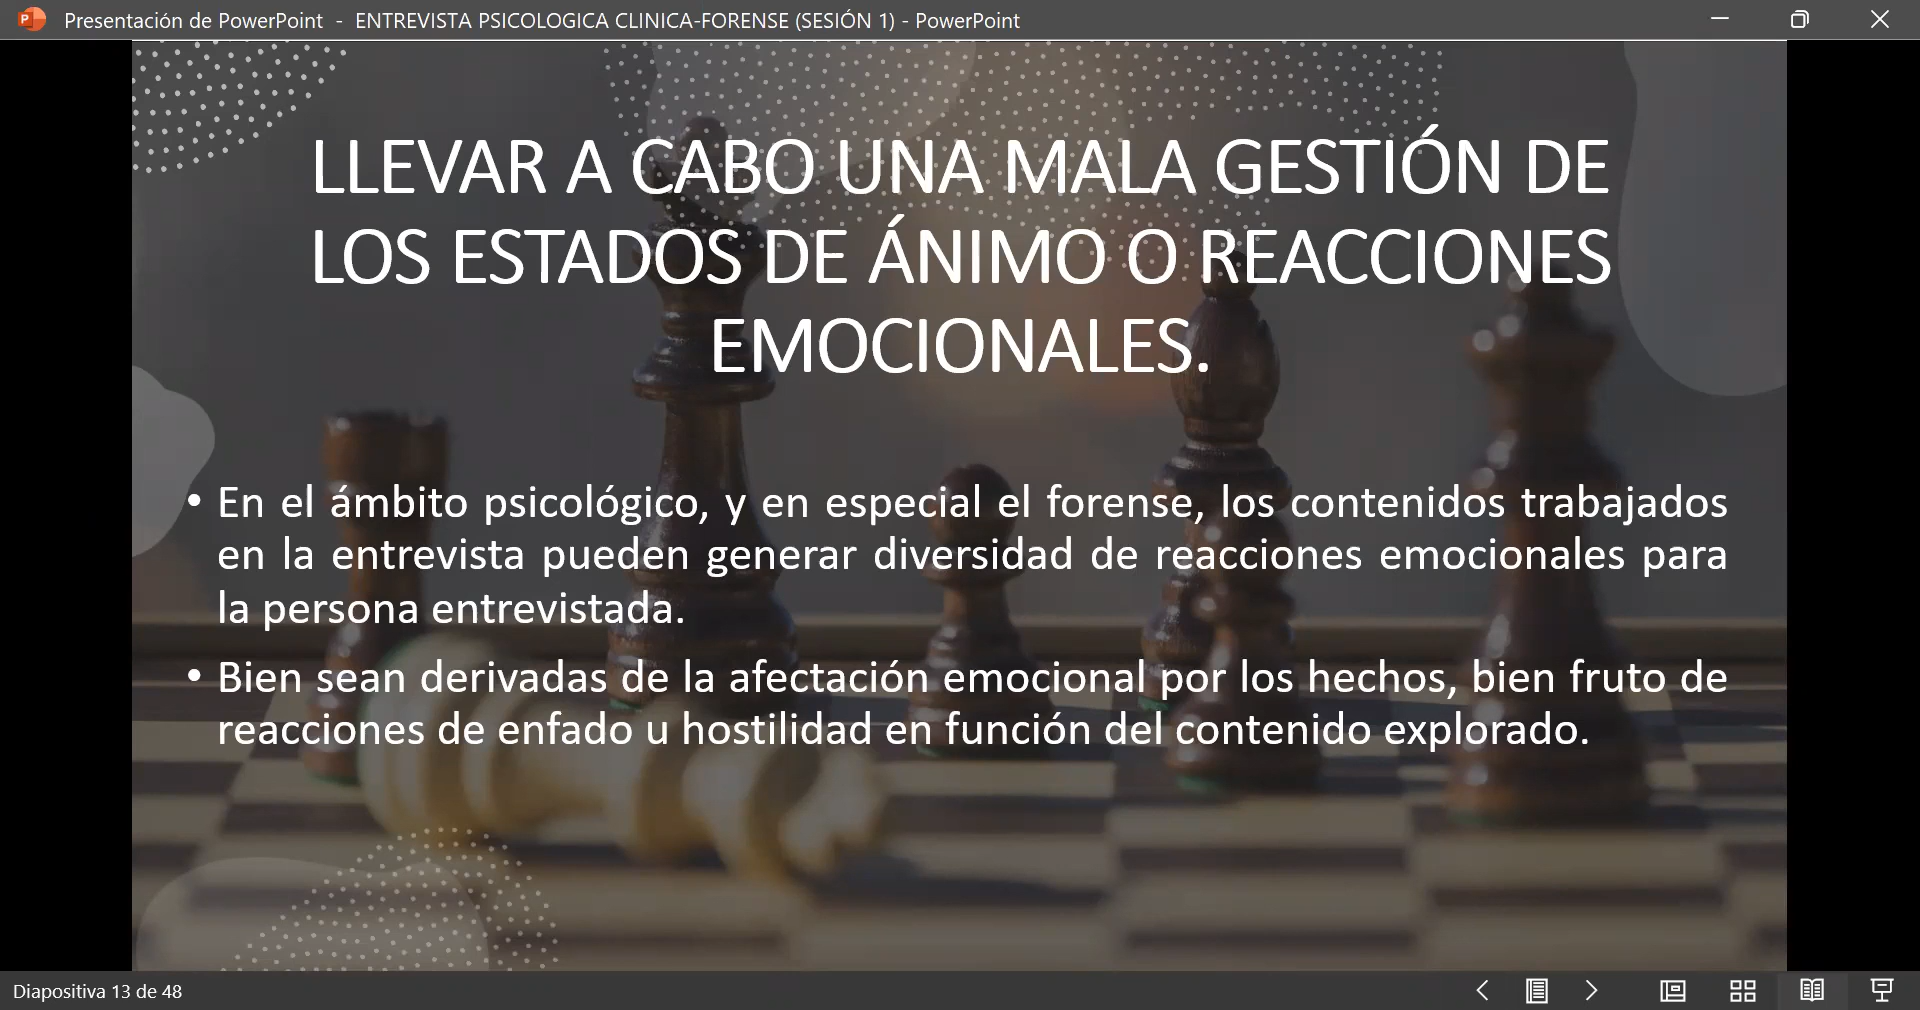 Presentación de PowerPoint - ENTREVISTA PSICOLOGICA CLINICA-FORENSE (SESIÓN 1) - PowerPoint
LLEVAR A CABO UNA MALA GESTIÓN DE
LOS ESTADOS DE ÁNIMO O REACCIONES
EMOCIONALES.
• En el ámbito psicológico, y en especial el forense, los contenidos trabajados
en la entrevista pueden generar diversidad de reacciones emocionales para
la persona entrevistada.
• Bien sean derivadas de la afectación emocional por los hechos, bien fruto de
reacciones de enfado u hostilidad en función del contenido explorado.
Diapositiva 13 de 48